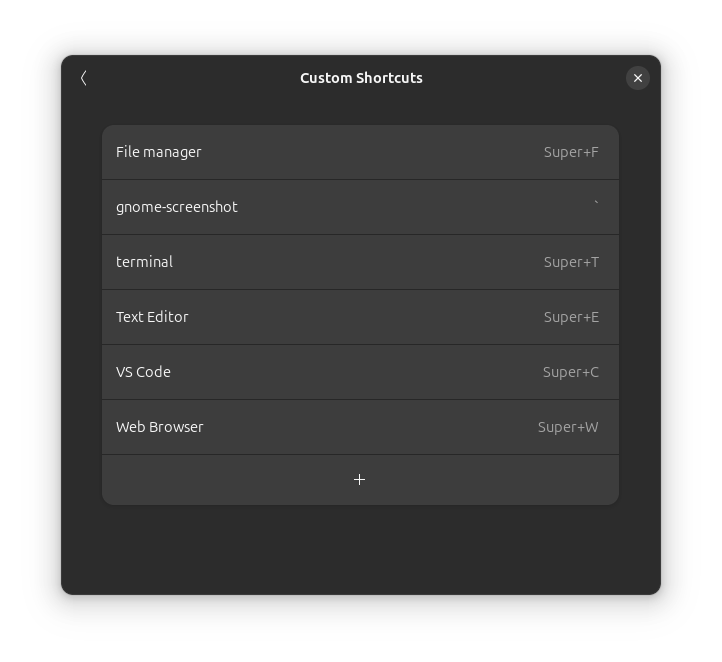 Custom Shortcuts
File manager Super+F
gnome-screenshot `
terminal Super+T
Text Editor Super+E
VS Code Super+C
Web Browser Super+W
+